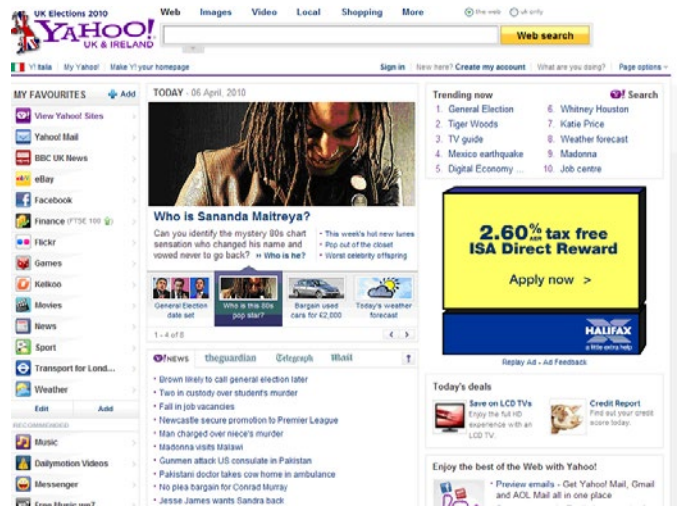 UK Elections 2010
YAHOO!
UK & IRELAND
Web Images Video Local Shopping More
the web uk only
Web search
Y! Italia My Yahoo! Make Y! your homepage
Sign in New here? Create my account What are you doing? Page options
MY FAVOURITES Add
View Yahoo! Sites
Yahoo! Mail
BBC UK News
eBay
Facebook
Finance (FTSE 100)
Flickr
Games
Kelkoo
Movies
News
Sport
Transport for Lond...
Weather
Edit Add
RECOMMENDED
Music
Dailymotion Videos
Messenger
TODAY - 06 April, 2010
Who is Sananda Maitreya?
Can you identify the mystery 80s chart
sensation who changed his name and
vowed never to go back? » Who is he?
• This week's hot new tunes
• Pop out of the closet
• Worst celebrity offspring
General Election
date set
Who is this 80s
pop star?
Bargain used
cars for £2,000
Today's weather
forecast
1 - 4 of 8
Y! NEWS theguardian Telegraph Mail
• Brown likely to call general election later
• Two in custody over student's murder
• Fall in job vacancies
• Newcastle secure promotion to Premier League
• Man charged over niece's murder
• Madonna visits Malawi
• Gunmen attack US consulate in Pakistan
• Pakistani doctor takes cow home in ambulance
• No plea bargain for Conrad Murray
• Jesse James wants Sandra back
Trending now Y! Search
1. General Election
2. Tiger Woods
3. TV guide
4. Mexico earthquake
5. Digital Economy ...
6. Whitney Houston
7. Katie Price
8. Weather forecast
9. Madonna
10. Job centre
2.60% AER tax free
ISA Direct Reward
Apply now >
HALIFAX
a little extra help
Replay Ad - Ad Feedback
Today's deals
Save on LCD TVs
Enjoy the full HD
experience with an
LCD TV.
Credit Report
Find out your credit
score today.
Enjoy the best of the Web with Yahoo!
• Preview emails - Get Yahoo! Mail, Gmail
and AOL Mail all in one place